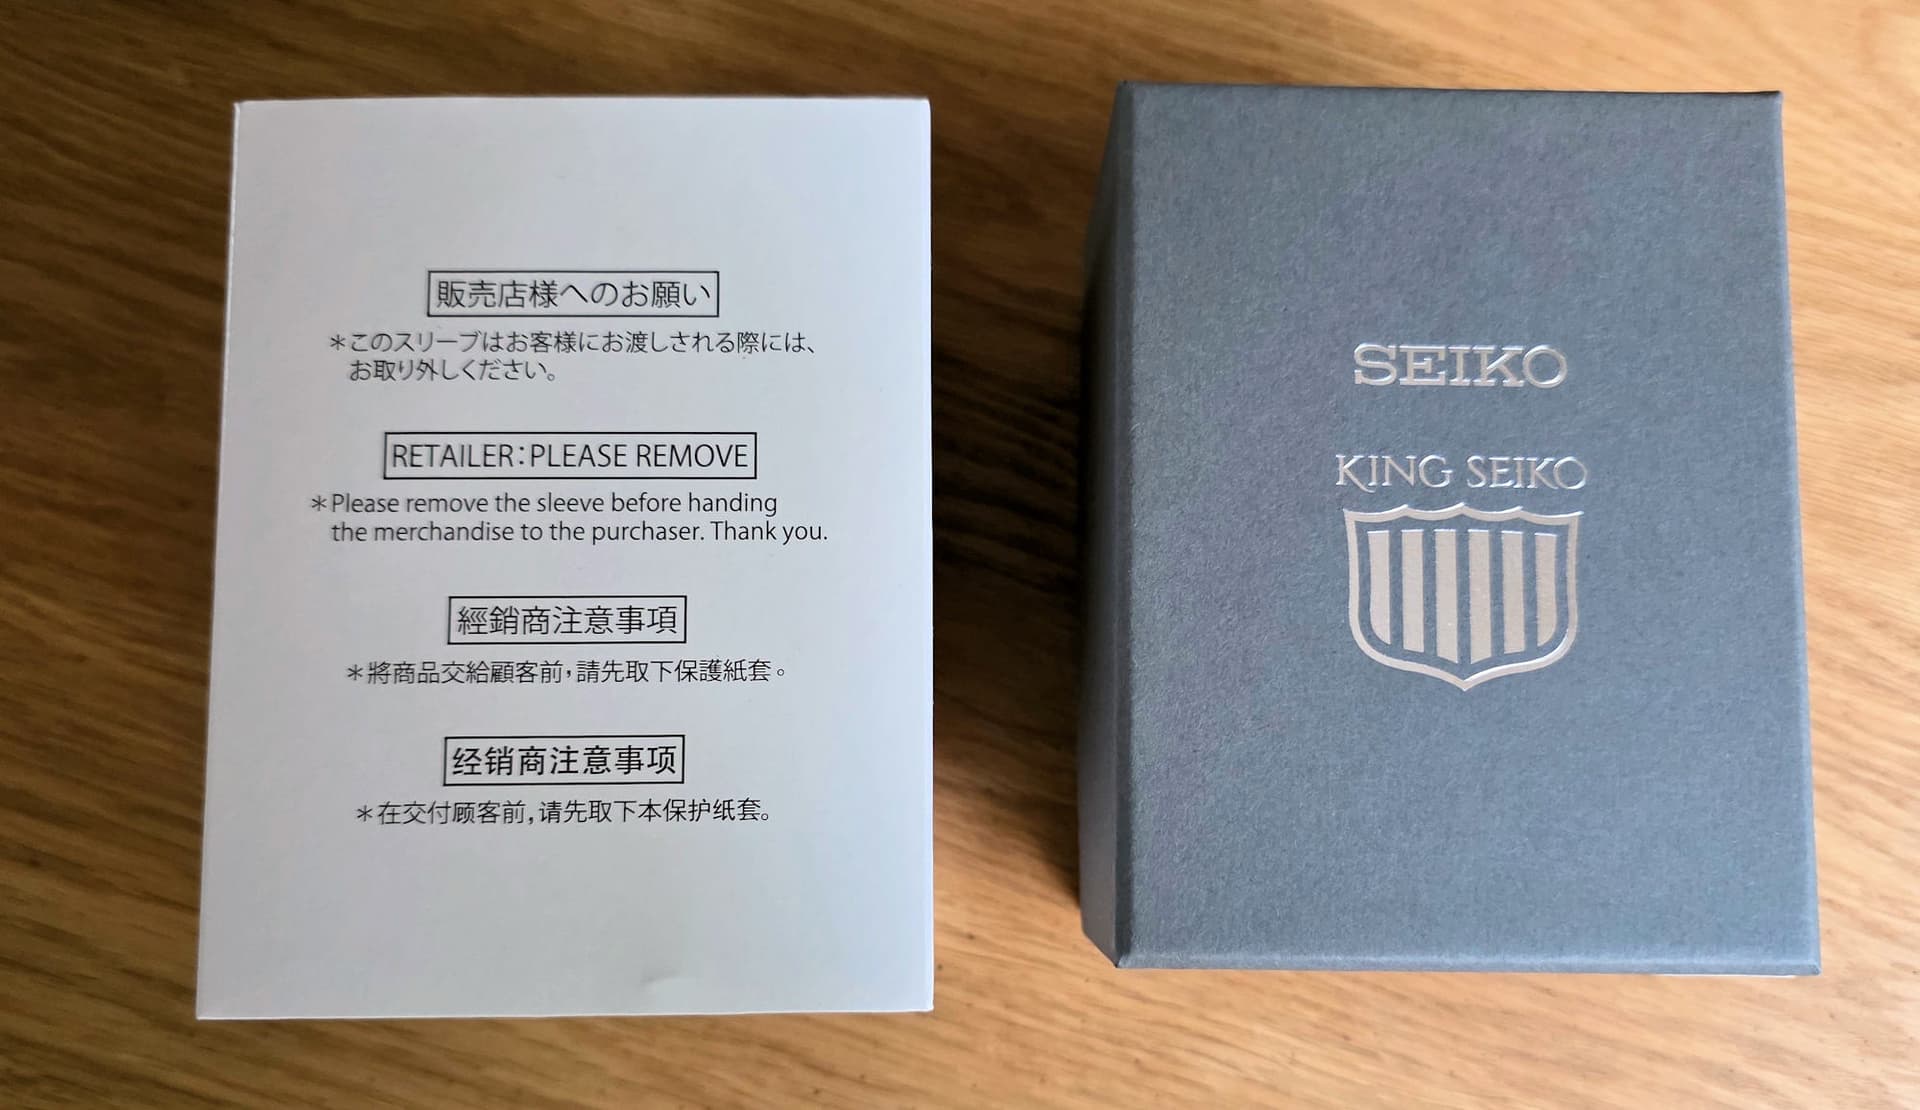 販売店様へのお願い
＊このスリーブはお客様にお渡しされる際には、
お取り外しください。
RETAILER:PLEASE REMOVE
＊Please remove the sleeve before handing
the merchandise to the purchaser. Thank you.
經銷商注意事項
＊將商品交給顧客前，請先取下保護紙套。
经销商注意事项
＊在交付顾客前，请先取下本保护纸套。
SEIKO
KING SEIKO